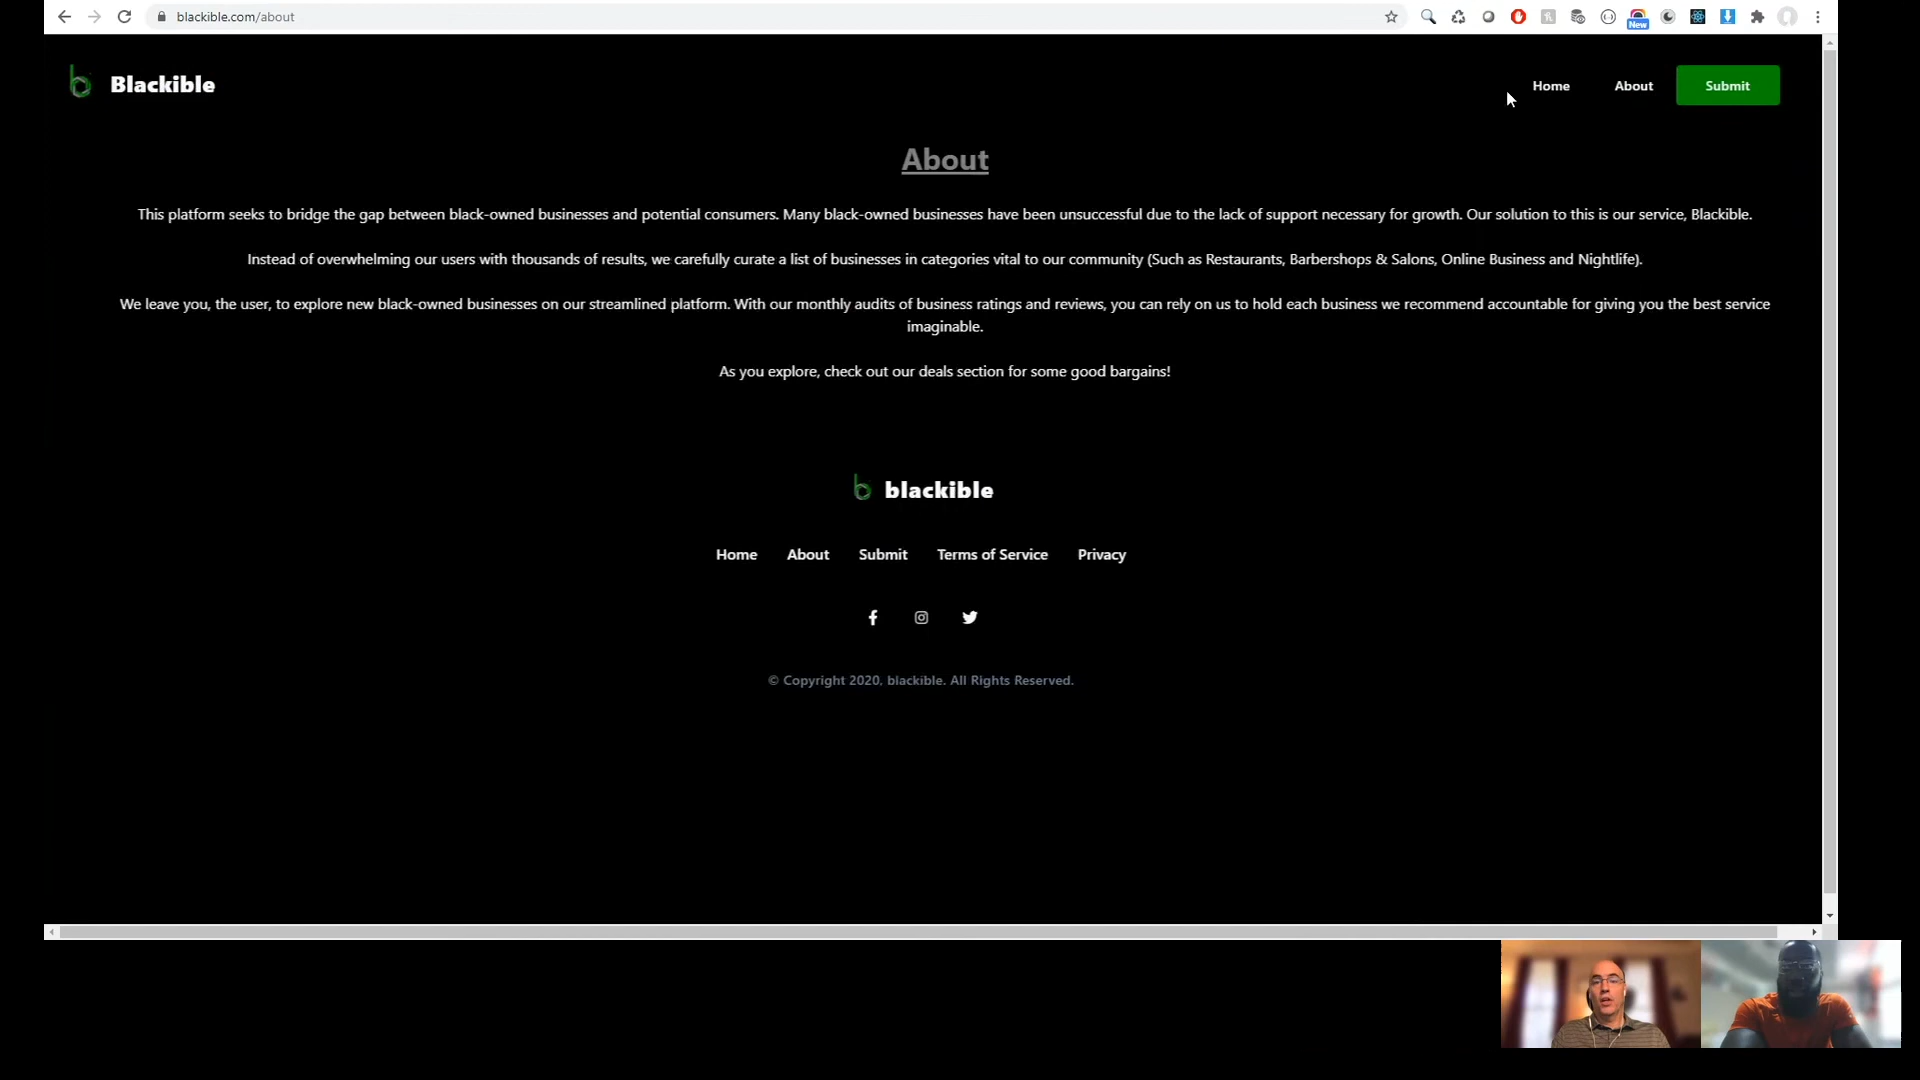 blackible.com/about
New
Blackible
Home About Submit
About
This platform seeks to bridge the gap between black-owned businesses and potential consumers. Many black-owned businesses have been unsuccessful due to the lack of support necessary for growth. Our solution to this is our service, Blackible.
Instead of overwhelming our users with thousands of results, we carefully curate a list of businesses in categories vital to our community (Such as Restaurants, Barbershops & Salons, Online Business and Nightlife).
We leave you, the user, to explore new black-owned businesses on our streamlined platform. With our monthly audits of business ratings and reviews, you can rely on us to hold each business we recommend accountable for giving you the best service
imaginable.
As you explore, check out our deals section for some good bargains!
blackible
Home About Submit Terms of Service Privacy
© Copyright 2020, blackible. All Rights Reserved.